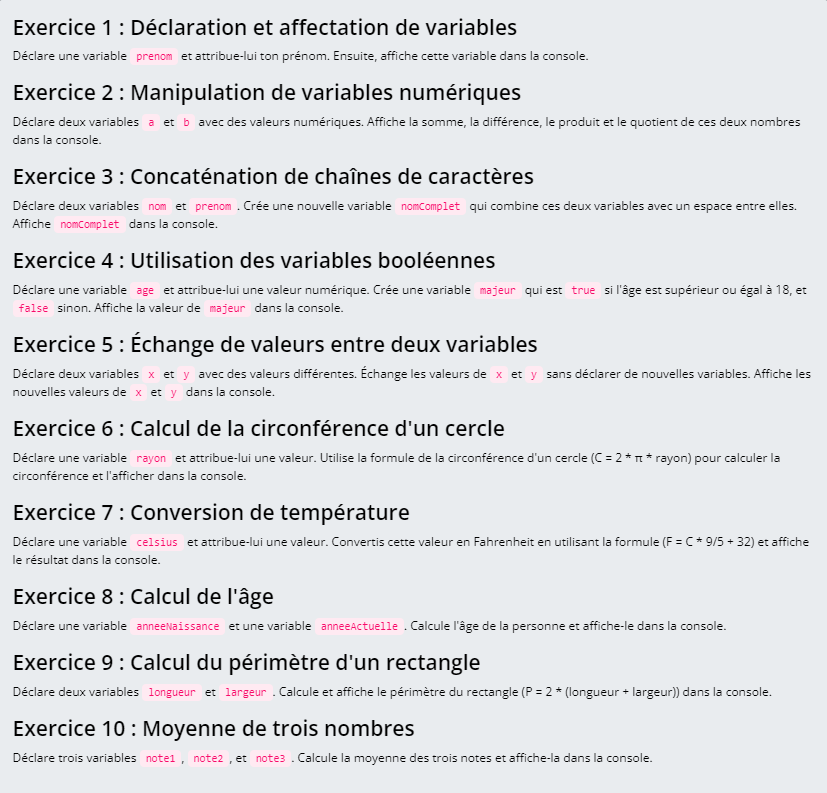 Exercice 1 : Déclaration et affectation de variables
Déclare une variable prenom et attribue-lui ton prénom. Ensuite, affiche cette variable dans la console.
Exercice 2 : Manipulation de variables numériques
Déclare deux variables a et b avec des valeurs numériques. Affiche la somme, la différence, le produit et le quotient de ces deux nombres
dans la console.
Exercice 3 : Concaténation de chaînes de caractères
Déclare deux variables nom et prenom . Crée une nouvelle variable nomComplet qui combine ces deux variables avec un espace entre elles.
Affiche nomComplet dans la console.
Exercice 4 : Utilisation des variables booléennes
Déclare une variable age et attribue-lui une valeur numérique. Crée une variable majeur qui est true si l'âge est supérieur ou égal à 18, et
false sinon. Affiche la valeur de majeur dans la console.
Exercice 5 : Échange de valeurs entre deux variables
Déclare deux variables x et y avec des valeurs différentes. Échange les valeurs de x et y sans déclarer de nouvelles variables. Affiche les
nouvelles valeurs de x et y dans la console.
Exercice 6 : Calcul de la circonférence d'un cercle
Déclare une variable rayon et attribue-lui une valeur. Utilise la formule de la circonférence d'un cercle (C = 2 * π * rayon) pour calculer la
circonférence et l'afficher dans la console.
Exercice 7 : Conversion de température
Déclare une variable celsius et attribue-lui une valeur. Convertis cette valeur en Fahrenheit en utilisant la formule (F = C * 9/5 + 32) et affiche
le résultat dans la console.
Exercice 8 : Calcul de l'âge
Déclare une variable anneeNaissance et une variable anneeActuelle . Calcule l'âge de la personne et affiche-le dans la console.
Exercice 9 : Calcul du périmètre d'un rectangle
Déclare deux variables longueur et largeur . Calcule et affiche le périmètre du rectangle (P = 2 * (longueur + largeur)) dans la console.
Exercice 10 : Moyenne de trois nombres
Déclare trois variables note1 , note2 , et note3 . Calcule la moyenne des trois notes et affiche-la dans la console.